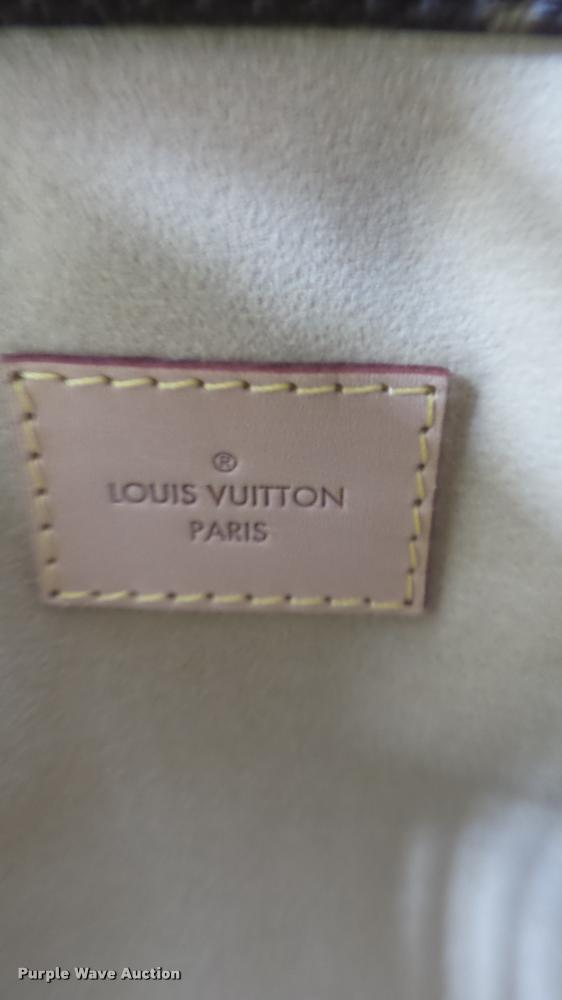 ®
LOUIS VUITTON
PARIS
Purple Wave Auction